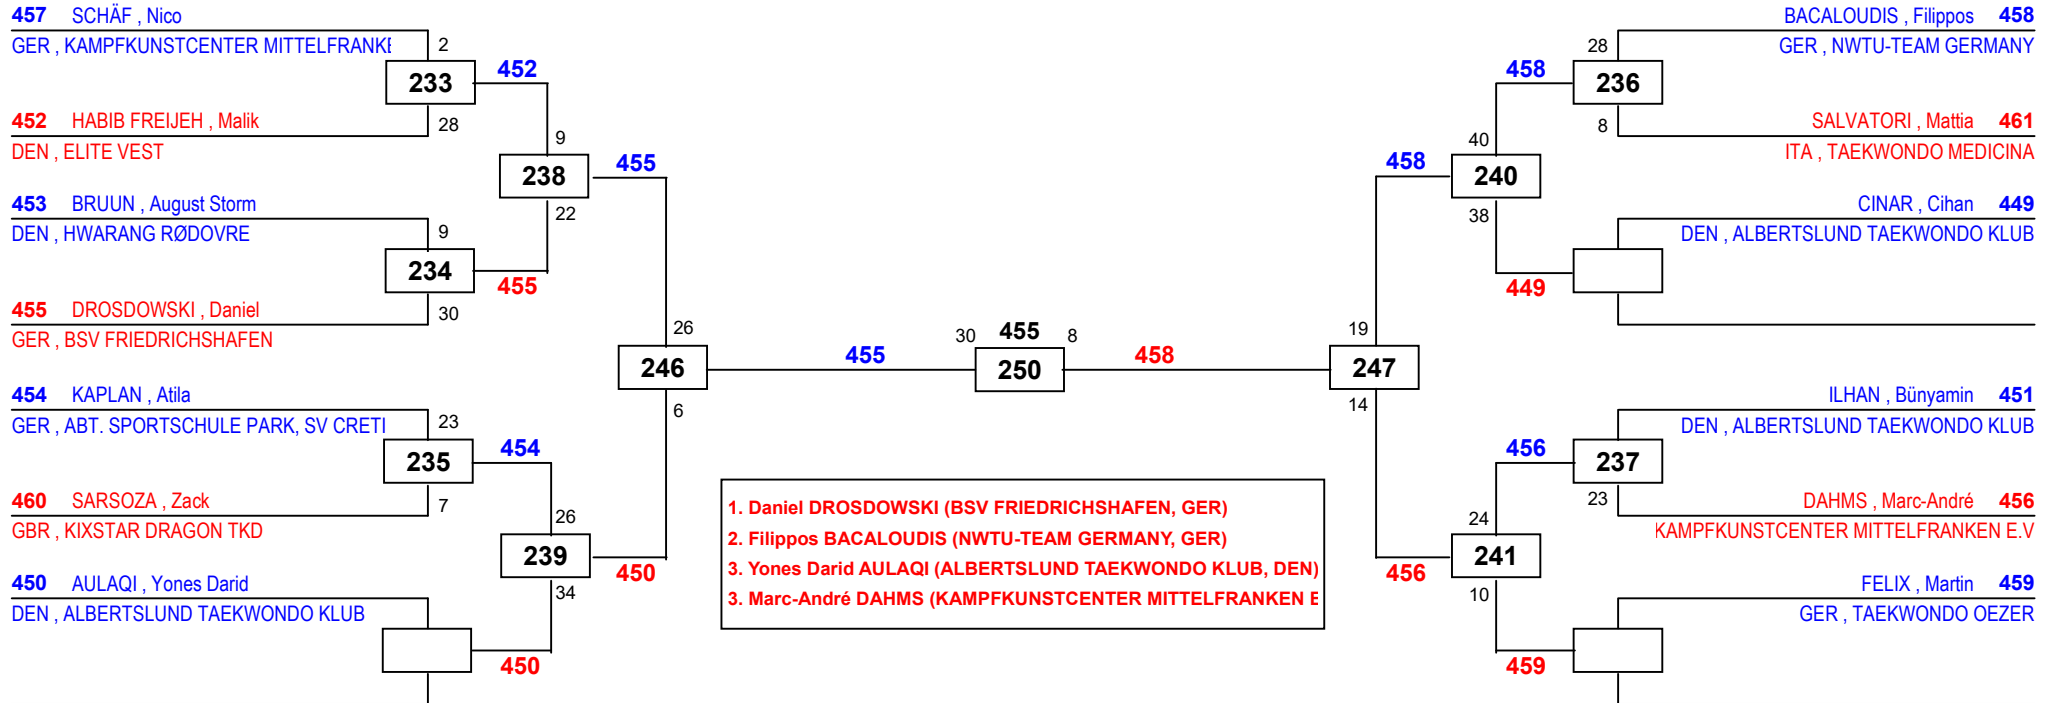 457 SCHÄF , Nico
GER , KAMPFKUNSTCENTER MITTELFRANKE
2
233
452
452 HABIB FREIJEH , Malik
28
DEN , ELITE VEST
9
238
455
453 BRUUN , August Storm
22
DEN , HWARANG RØDOVRE
9
234
455
455 DROSDOWSKI , Daniel
30
GER , BSV FRIEDRICHSHAFEN
26
246
455
6
454 KAPLAN , Atila
GER , ABT. SPORTSCHULE PARK, SV CRETI
23
235
454
460 SARSOZA , Zack
7
GBR , KIXSTAR DRAGON TKD
26
239
450
34
450 AULAQI , Yones Darid
DEN , ALBERTSLUND TAEKWONDO KLUB
450
30 455 8
250
458
1. Daniel DROSDOWSKI (BSV FRIEDRICHSHAFEN, GER)
2. Filippos BACALOUDIS (NWTU-TEAM GERMANY, GER)
3. Yones Darid AULAQI (ALBERTSLUND TAEKWONDO KLUB, DEN)
3. Marc-André DAHMS (KAMPFKUNSTCENTER MITTELFRANKEN E
BACALOUDIS , Filippos 458
GER , NWTU-TEAM GERMANY
28
458
236
8
SALVATORI , Mattia 461
ITA , TAEKWONDO MEDICINA
40
458
240
38
CINAR , Cihan 449
DEN , ALBERTSLUND TAEKWONDO KLUB
449
19
247
14
ILHAN , Bünyamin 451
DEN , ALBERTSLUND TAEKWONDO KLUB
456
237
23
DAHMS , Marc-André 456
KAMPFKUNSTCENTER MITTELFRANKEN E.V
24
241
456
10
FELIX , Martin 459
GER , TAEKWONDO OEZER
459